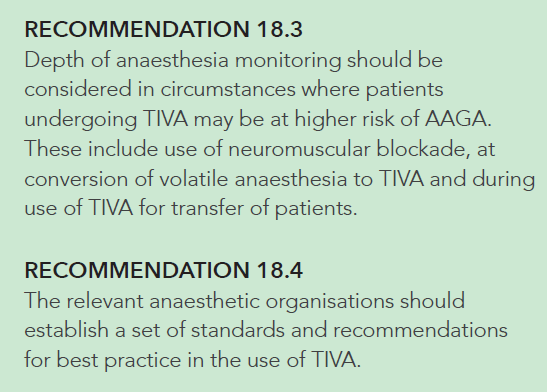 RECOMMENDATION 18.3
Depth of anaesthesia monitoring should be
considered in circumstances where patients
undergoing TIVA may be at higher risk of AAGA.
These include use of neuromuscular blockade, at
conversion of volatile anaesthesia to TIVA and during
use of TIVA for transfer of patients.
RECOMMENDATION 18.4
The relevant anaesthetic organisations should
establish a set of standards and recommendations
for best practice in the use of TIVA.